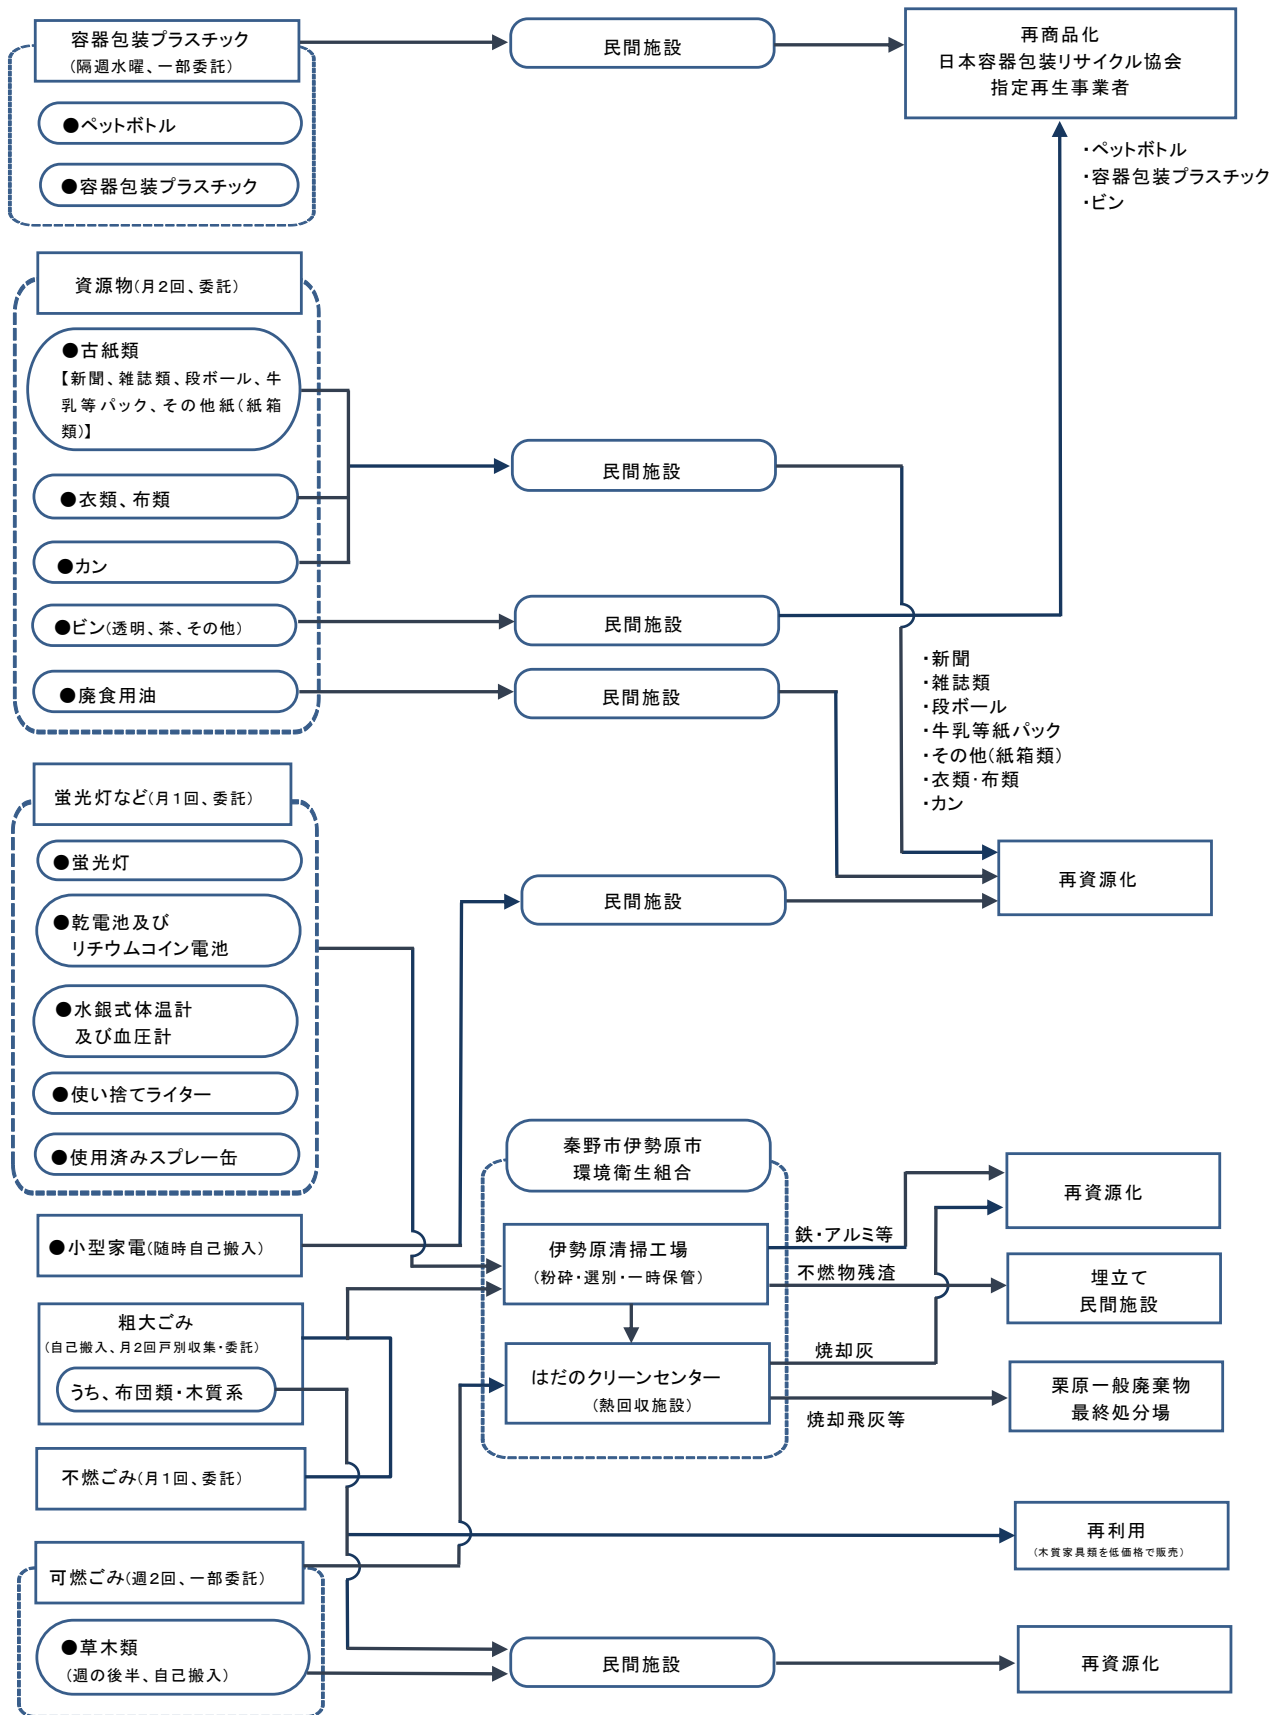 容器包装プラスチック
(隔週水曜、一部委託)
●ペットボトル
●容器包装プラスチック
民間施設
再商品化
日本容器包装リサイクル協会
指定再生事業者
・ペットボトル
・容器包装プラスチック
・ビン
資源物(月2回、委託)
●古紙類
【新聞、雑誌類、段ボール、牛
乳等パック、その他紙(紙箱
類)】
●衣類、布類
●カン
●ビン(透明、茶、その他)
●廃食用油
民間施設
民間施設
民間施設
・新聞
・雑誌類
・段ボール
・牛乳等紙パック
・その他(紙箱類)
・衣類・布類
・カン
蛍光灯など(月1回、委託)
●蛍光灯
●乾電池及び
リチウムコイン電池
●水銀式体温計
及び血圧計
●使い捨てライター
●使用済みスプレー缶
民間施設
再資源化
秦野市伊勢原市
環境衛生組合
●小型家電(随時自己搬入)
伊勢原清掃工場
(粉砕・選別・一時保管)
鉄・アルミ等
不燃物残渣
再資源化
埋立て
民間施設
粗大ごみ
(自己搬入、月2回戸別収集・委託)
うち、布団類・木質系
はだのクリーンセンター
(熱回収施設)
焼却灰
焼却飛灰等
栗原一般廃棄物
最終処分場
不燃ごみ(月1回、委託)
再利用
(木質家具類を低価格で販売)
可燃ごみ(週2回、一部委託)
●草木類
(週の後半、自己搬入)
民間施設
再資源化